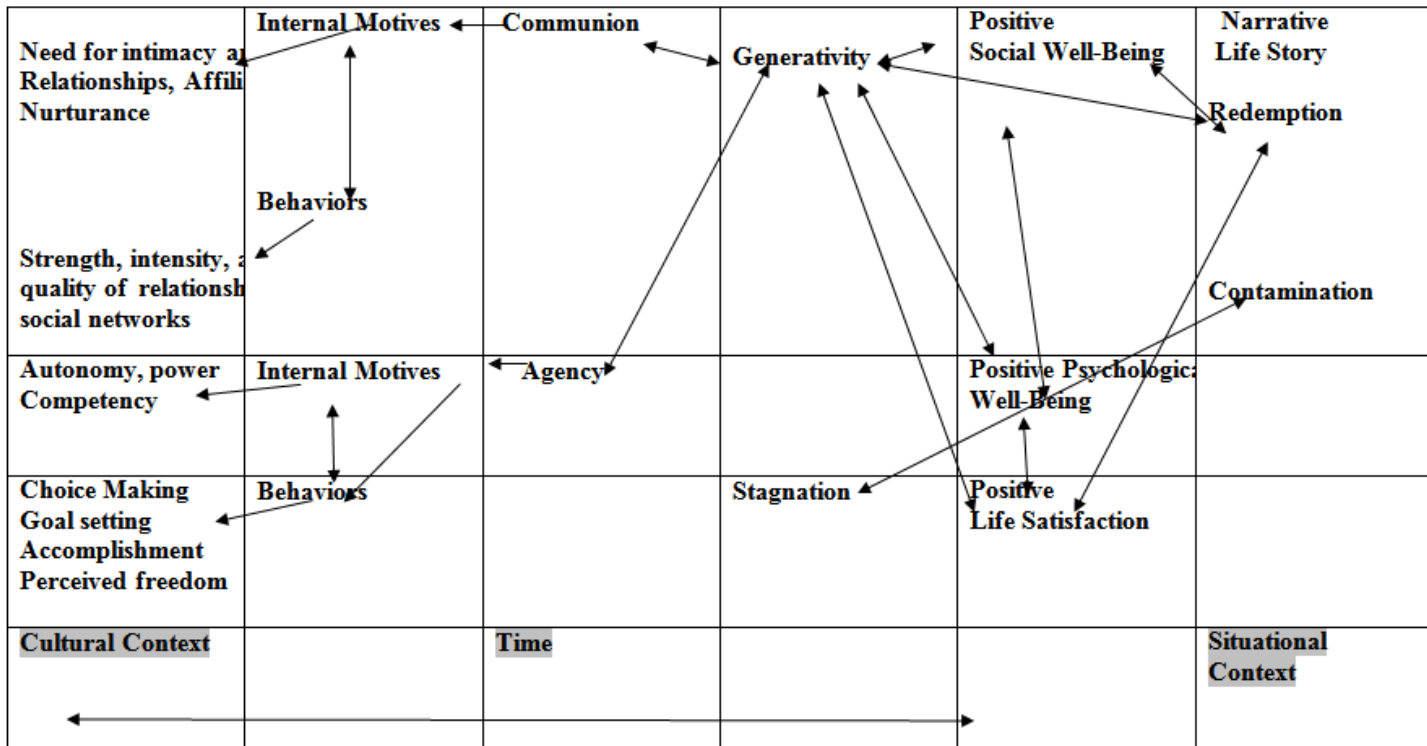 Need for intimacy a
Relationships, Affili
Nurturance
Strength, intensity,
quality of relationsh
social networks
Internal Motives
Behaviors
Communion
Generativity
Positive
Social Well-Being
Narrative
Life Story
Redemption
Contamination
Autonomy, power
Competency
Internal Motives
Agency
Positive Psychologica
Well-Being
Choice Making
Goal setting
Accomplishment
Perceived freedom
Behaviors
Stagnation
Positive
Life Satisfaction
Cultural Context
Time
Situational
Context